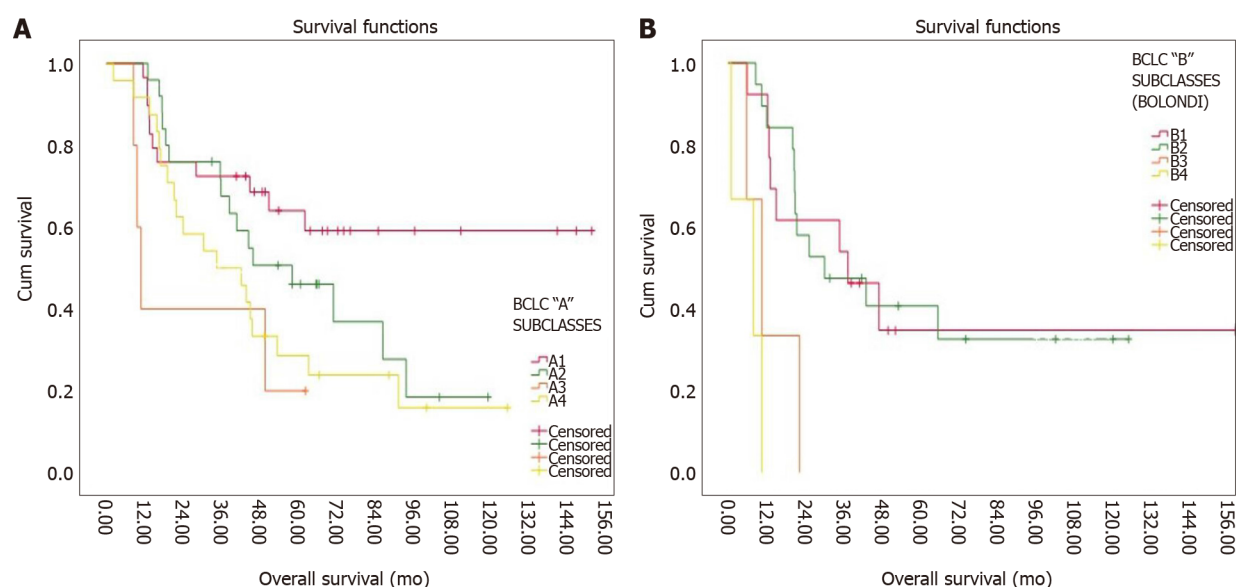 A
Survival functions
Cum survival
1.0
0.8
0.6
0.4
0.2
0.0
BCLC “A”
SUBCLASSES
A1
A2
A3
A4
Censored
Censored
Censored
Censored
0.00
12.00
24.00
36.00
48.00
60.00
72.00
84.00
96.00
108.00
120.00
132.00
144.00
156.00
Overall survival (mo)
B
Survival functions
Cum survival
1.0
0.8
0.6
0.4
0.2
0.0
BCLC “B”
SUBCLASSES
(BOLONDI)
B1
B2
B3
B4
Censored
Censored
Censored
Censored
0.00
12.00
24.00
36.00
48.00
60.00
72.00
84.00
96.00
108.00
120.00
132.00
144.00
156.00
Overall survival (mo)